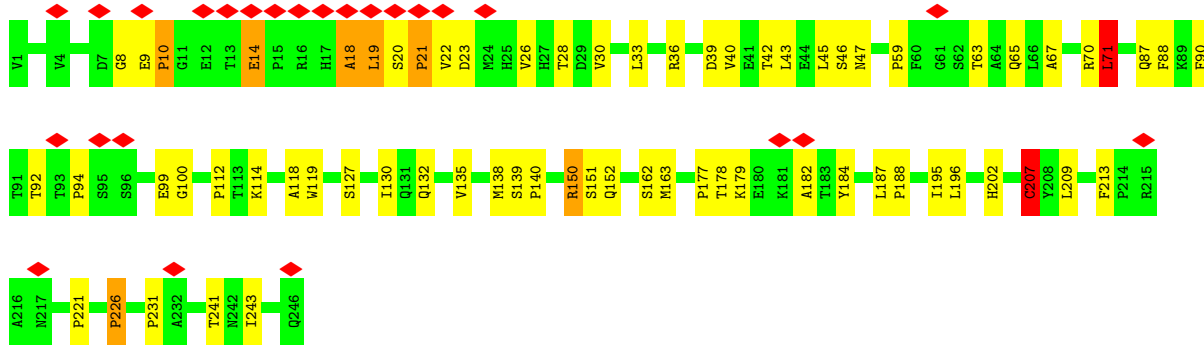 V1 V4 D7 G8 E9 P10 G11 E12 T13 E14 P15 R16 H17 A18 L19 S20 P21 V22 D23 M24 H25 V26 H27 T28 D29 V30 L33 R36 D39 V40 E41 T42 L43 E44 L45 S46 N47 P59 F60 G61 S62 T63 A64 Q65 L66 A67 R70 L71 Q87 F88 K89 F90
T91 T92 T93 P94 S95 S96 E99 G100 P112 T113 K114 A118 W119 S127 I130 Q131 Q132 V135 M138 S139 P140 R150 S151 Q152 S162 M163 P177 T178 K179 E180 K181 A182 T183 Y184 L187 P188 I195 L196 H202 C207 Y208 L209 F213 P214 R215
A216 N217 P221 P226 P231 A232 T241 N242 I243 Q246